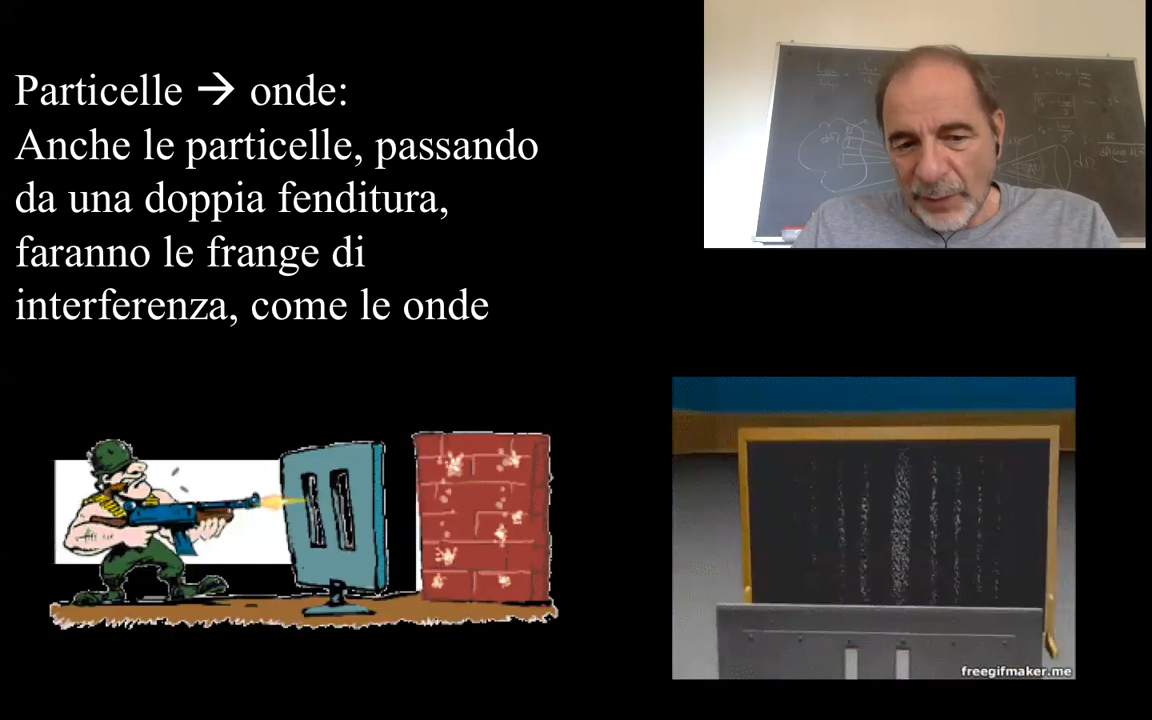 Particelle → onde:
Anche le particelle, passando
da una doppia fenditura,
faranno le frange di
interferenza, come le onde
freegifmaker.me